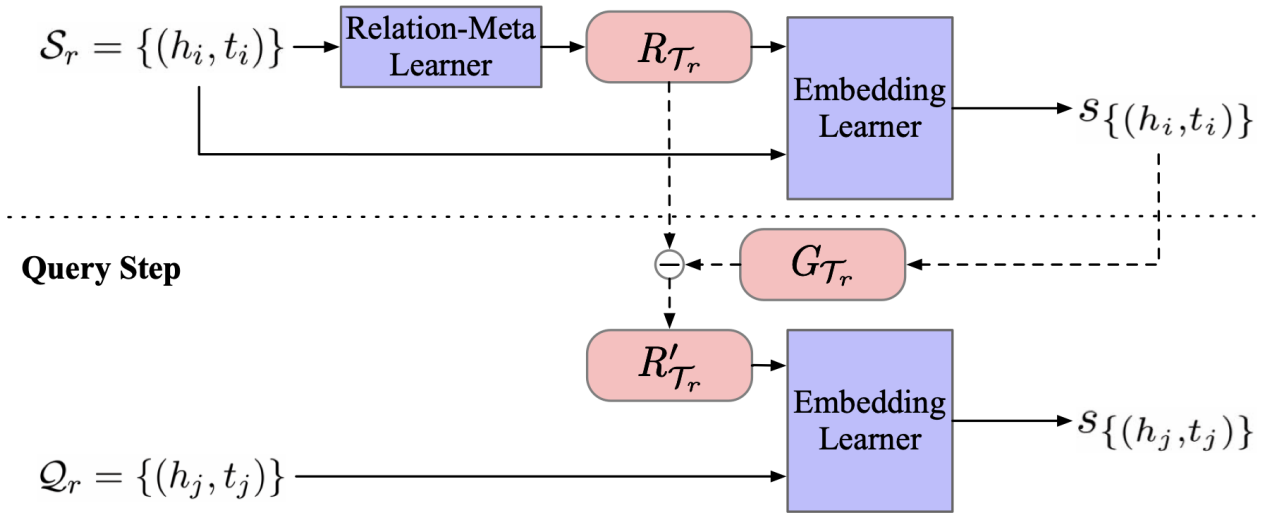 𝒮_r = {(h_i, t_i)}
Relation-Meta
Learner
R_{𝒯_r}
Embedding
Learner
s_{(h_i,t_i)}
Query Step
−
G_{𝒯_r}
R'_{𝒯_r}
Embedding
Learner
s_{(h_j,t_j)}
𝒬_r = {(h_j, t_j)}